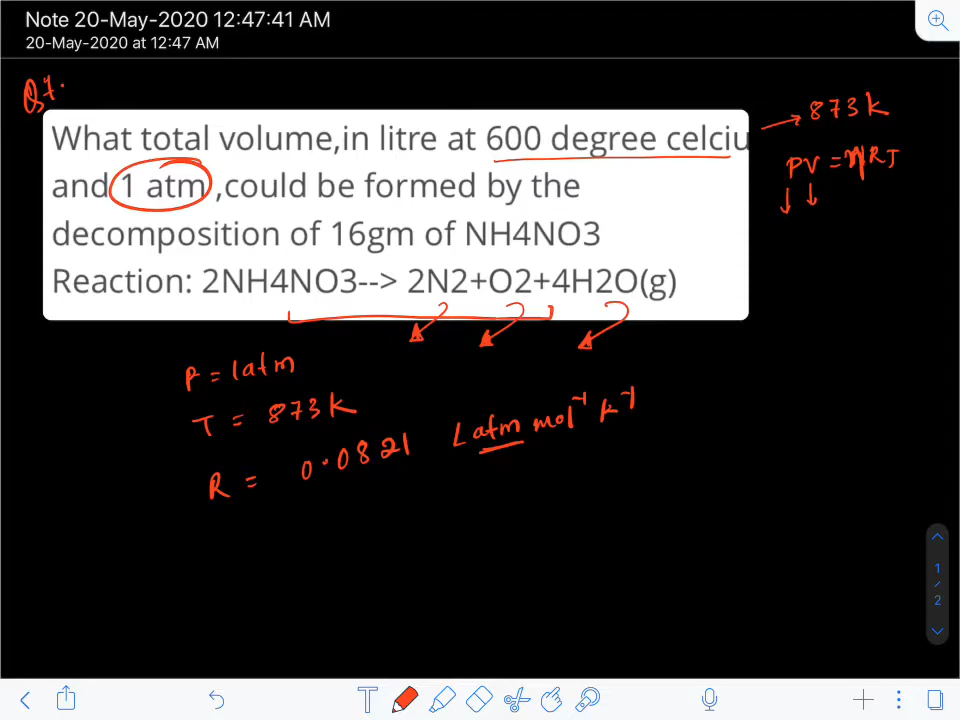 Note 20-May-2020 12:47:41 AM
20-May-2020 at 12:47 AM
Q7.
What total volume,in litre at 600 degree celciu
and 1 atm ,could be formed by the
decomposition of 16gm of NH4NO3
Reaction: 2NH4NO3--> 2N2+O2+4H2O(g)
→ 873 K
PV = nRT
P = 1 atm
T = 873 K
R = 0.0821 L atm mol⁻¹ K⁻¹
1
/
2
T